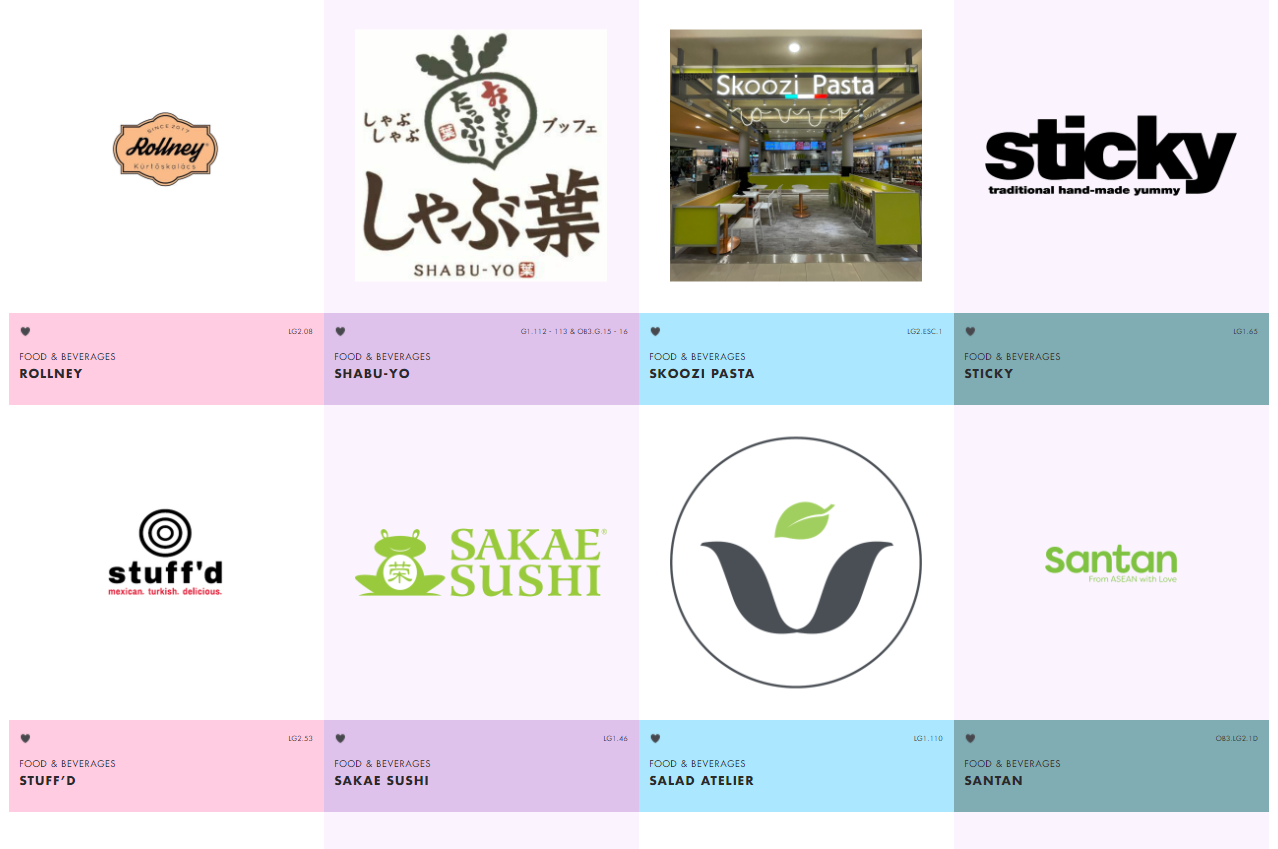 SINCE 2017
Rollney®
Kürtőskalács
しゃぶ
しゃぶ
おやさい
たっぷり
葉
ブッフェ
しゃぶ葉
SHABU-YO 葉
Skoozi Pasta
sticky
traditional hand-made yummy
LG2.08
FOOD & BEVERAGES
ROLLNEY
G1.112 - 113 & OB3.G.15 - 16
FOOD & BEVERAGES
SHABU-YO
LG2.ESC.1
FOOD & BEVERAGES
SKOOZI PASTA
LG1.65
FOOD & BEVERAGES
STICKY
stuff'd
mexican. turkish. delicious.
栄
SAKAE
SUSHI®
Santan
From ASEAN with Love
LG2.53
FOOD & BEVERAGES
STUFF’D
LG1.46
FOOD & BEVERAGES
SAKAE SUSHI
LG1.110
FOOD & BEVERAGES
SALAD ATELIER
OB3.LG2.1D
FOOD & BEVERAGES
SANTAN